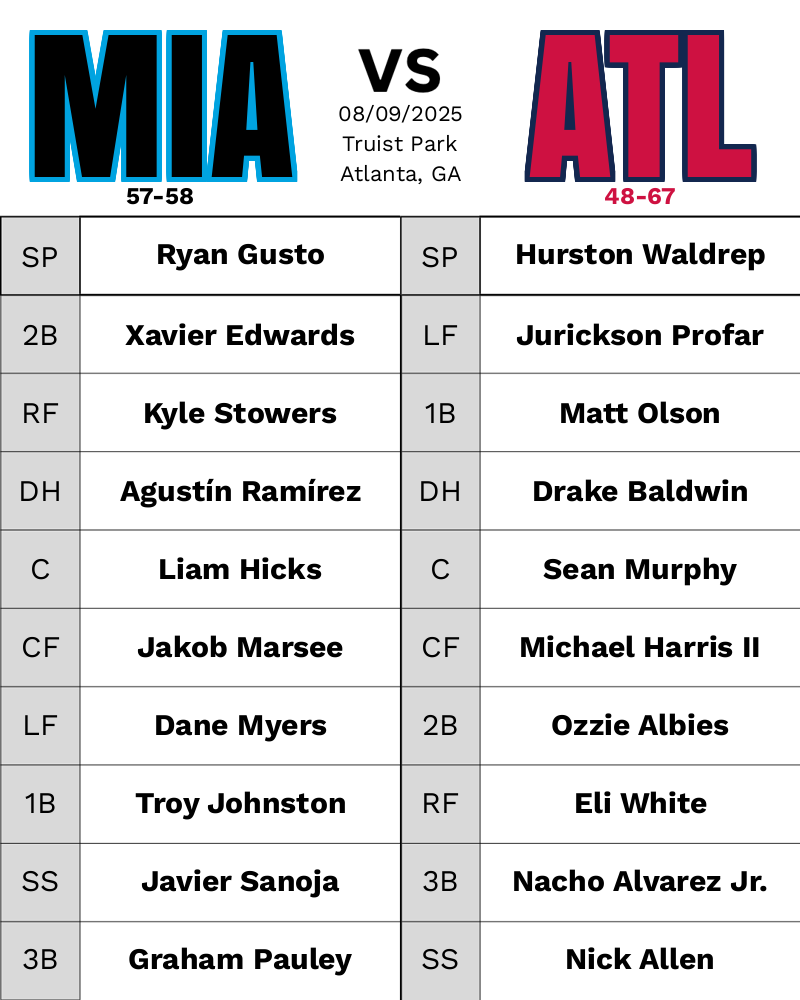 MIA
VS
ATL
08/09/2025
Truist Park
Atlanta, GA
57-58
48-67
SP Ryan Gusto SP Hurston Waldrep
2B Xavier Edwards LF Jurickson Profar
RF Kyle Stowers 1B Matt Olson
DH Agustín Ramírez DH Drake Baldwin
C Liam Hicks C Sean Murphy
CF Jakob Marsee CF Michael Harris II
LF Dane Myers 2B Ozzie Albies
1B Troy Johnston RF Eli White
SS Javier Sanoja 3B Nacho Alvarez Jr.
3B Graham Pauley SS Nick Allen